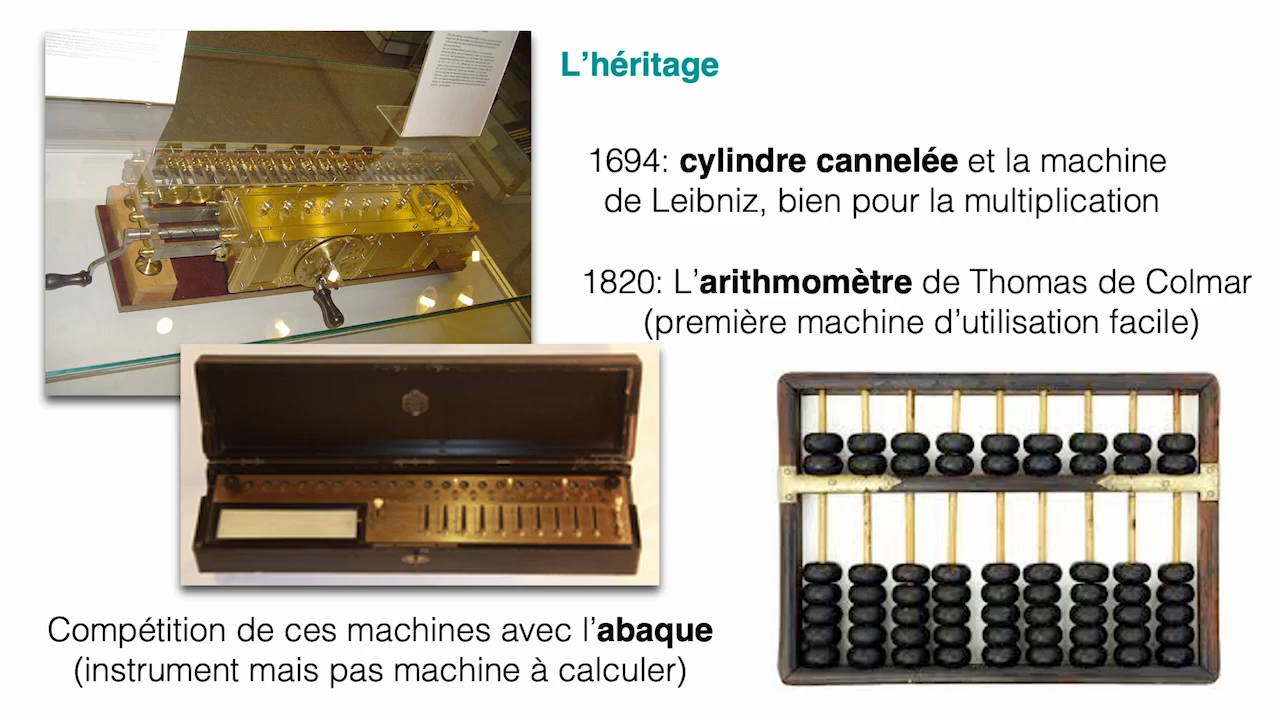 L’héritage
1694: cylindre cannelée et la machine
de Leibniz, bien pour la multiplication
1820: L’arithmomètre de Thomas de Colmar
(première machine d’utilisation facile)
Compétition de ces machines avec l’abaque
(instrument mais pas machine à calculer)